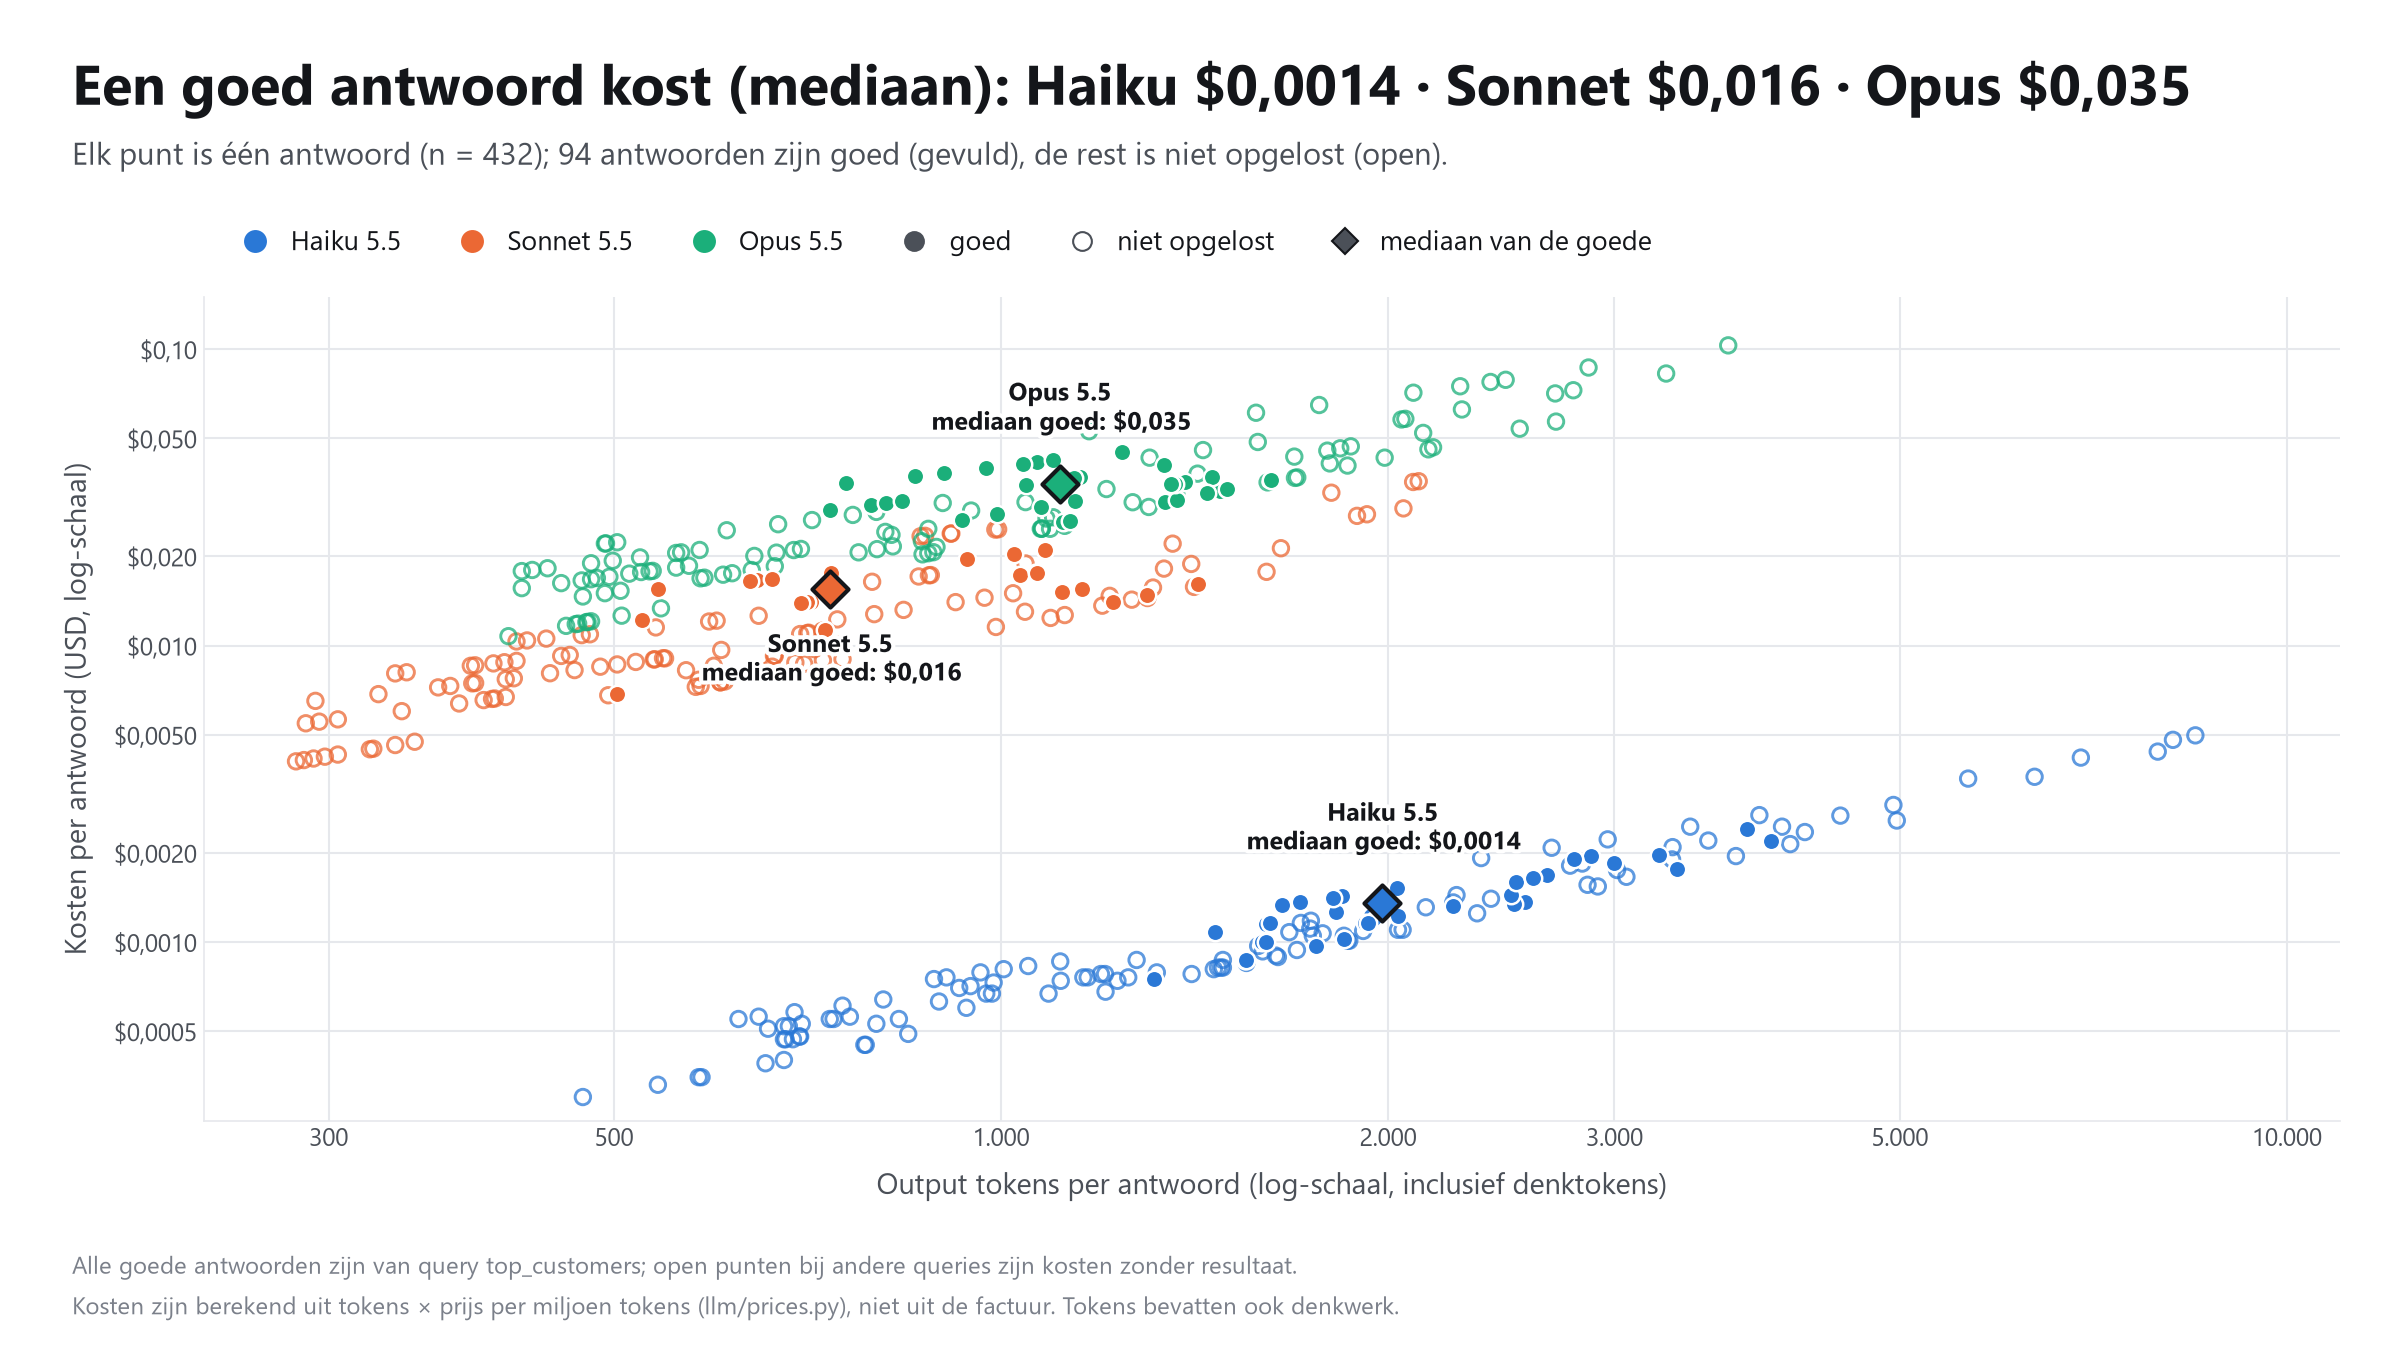 Een goed antwoord kost (mediaan): Haiku $0,0014 · Sonnet $0,016 · Opus $0,035
Elk punt is één antwoord (n = 432); 94 antwoorden zijn goed (gevuld), de rest is niet opgelost (open).
Haiku 5.5
Sonnet 5.5
Opus 5.5
goed
niet opgelost
mediaan van de goede
Kosten per antwoord (USD, log-schaal)
$0,10
$0,050
$0,020
$0,010
$0,0050
$0,0020
$0,0010
$0,0005
Opus 5.5
mediaan goed: $0,035
Sonnet 5.5
mediaan goed: $0,016
Haiku 5.5
mediaan goed: $0,0014
300
500
1.000
2.000
3.000
5.000
10.000
Output tokens per antwoord (log-schaal, inclusief denktokens)
Alle goede antwoorden zijn van query top_customers; open punten bij andere queries zijn kosten zonder resultaat.
Kosten zijn berekend uit tokens × prijs per miljoen tokens (llm/prices.py), niet uit de factuur. Tokens bevatten ook denkwerk.